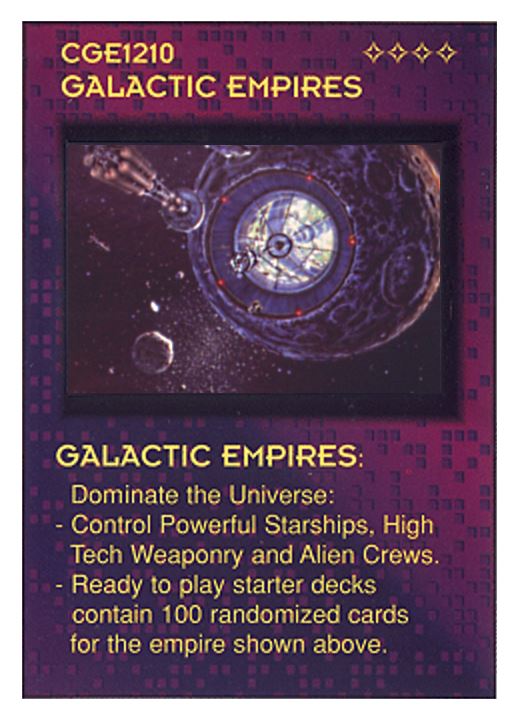 CGE1210
GALACTIC EMPIRES
GALACTIC EMPIRES:
Dominate the Universe:
- Control Powerful Starships, High
Tech Weaponry and Alien Crews.
- Ready to play starter decks
contain 100 randomized cards
for the empire shown above.